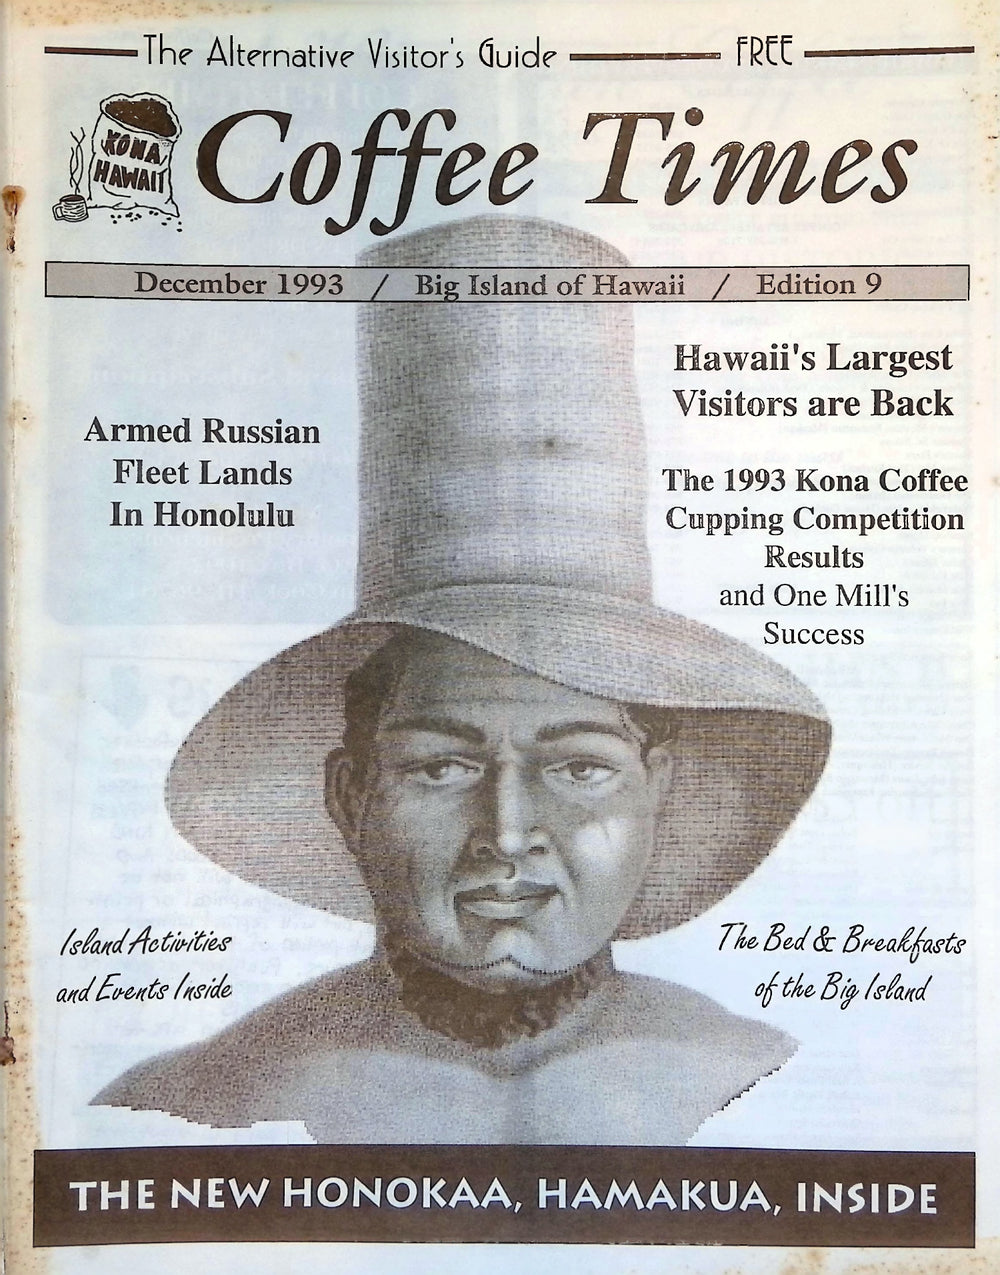 The Alternative Visitor's Guide FREE
KONA
HAWAII
Coffee Times
December 1993 / Big Island of Hawaii / Edition 9
Armed Russian
Fleet Lands
In Honolulu
Hawaii's Largest
Visitors are Back
The 1993 Kona Coffee
Cupping Competition
Results
and One Mill's
Success
Island Activities
and Events Inside
The Bed & Breakfasts
of the Big Island
THE NEW HONOKAA, HAMAKUA, INSIDE